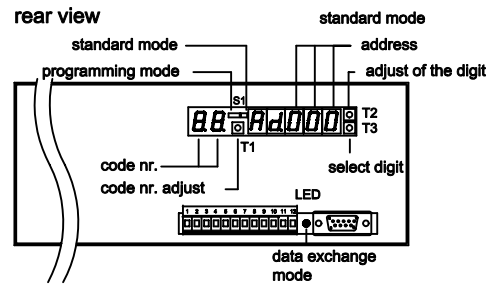 rear view
standard mode
standard mode
address
programming mode
adjust of the digit
S1
8.8. Ad000
T2
T3
T1
code nr.
select digit
code nr. adjust
LED
1 2 3 4 5 6 7 8 9 10 11 12
data exchange
mode